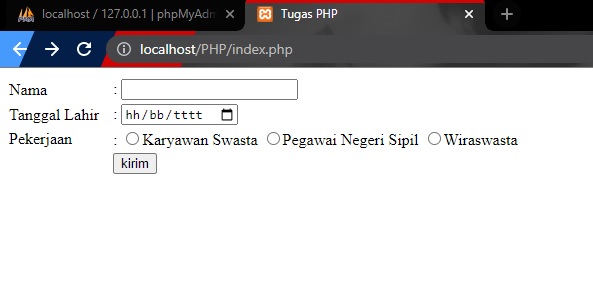 localhost / 127.0.0.1 | phpMyAdm
Tugas PHP
localhost/PHP/index.php
Nama :
Tanggal Lahir : hh/bb/tttt
Pekerjaan : Karyawan Swasta Pegawai Negeri Sipil Wiraswasta
kirim